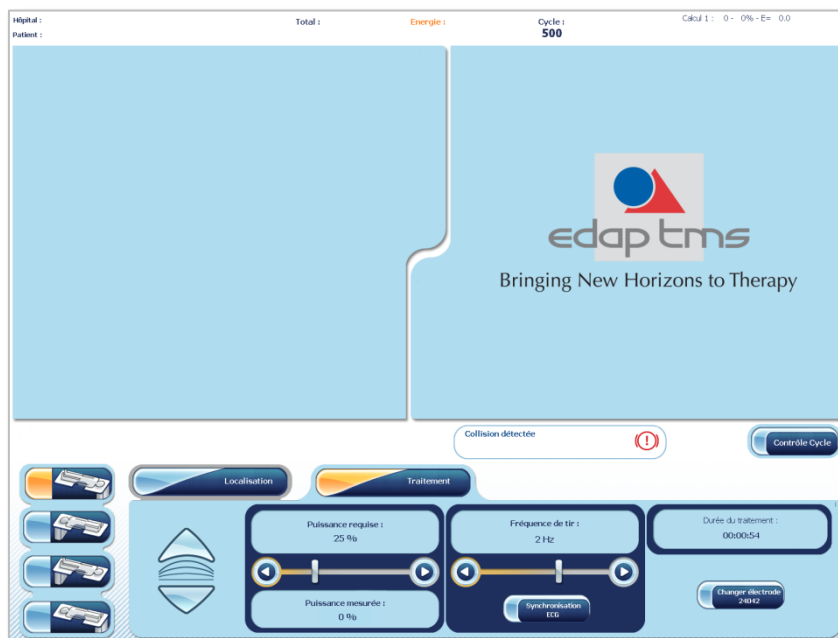 Hôpital :
Patient :
Total :
Energie :
Cycle :
500
Calcul 1 : 0 - 0% - E= 0.0
edap tms
Bringing New Horizons to Therapy
Collision détectée
Contrôle Cycle
Localisation
Traitement
Puissance requise :
25 %
Puissance mesurée :
0 %
Fréquence de tir :
2 Hz
Synchronisation
ECG
Durée du traitement :
00:00:54
Changer électrode
24042